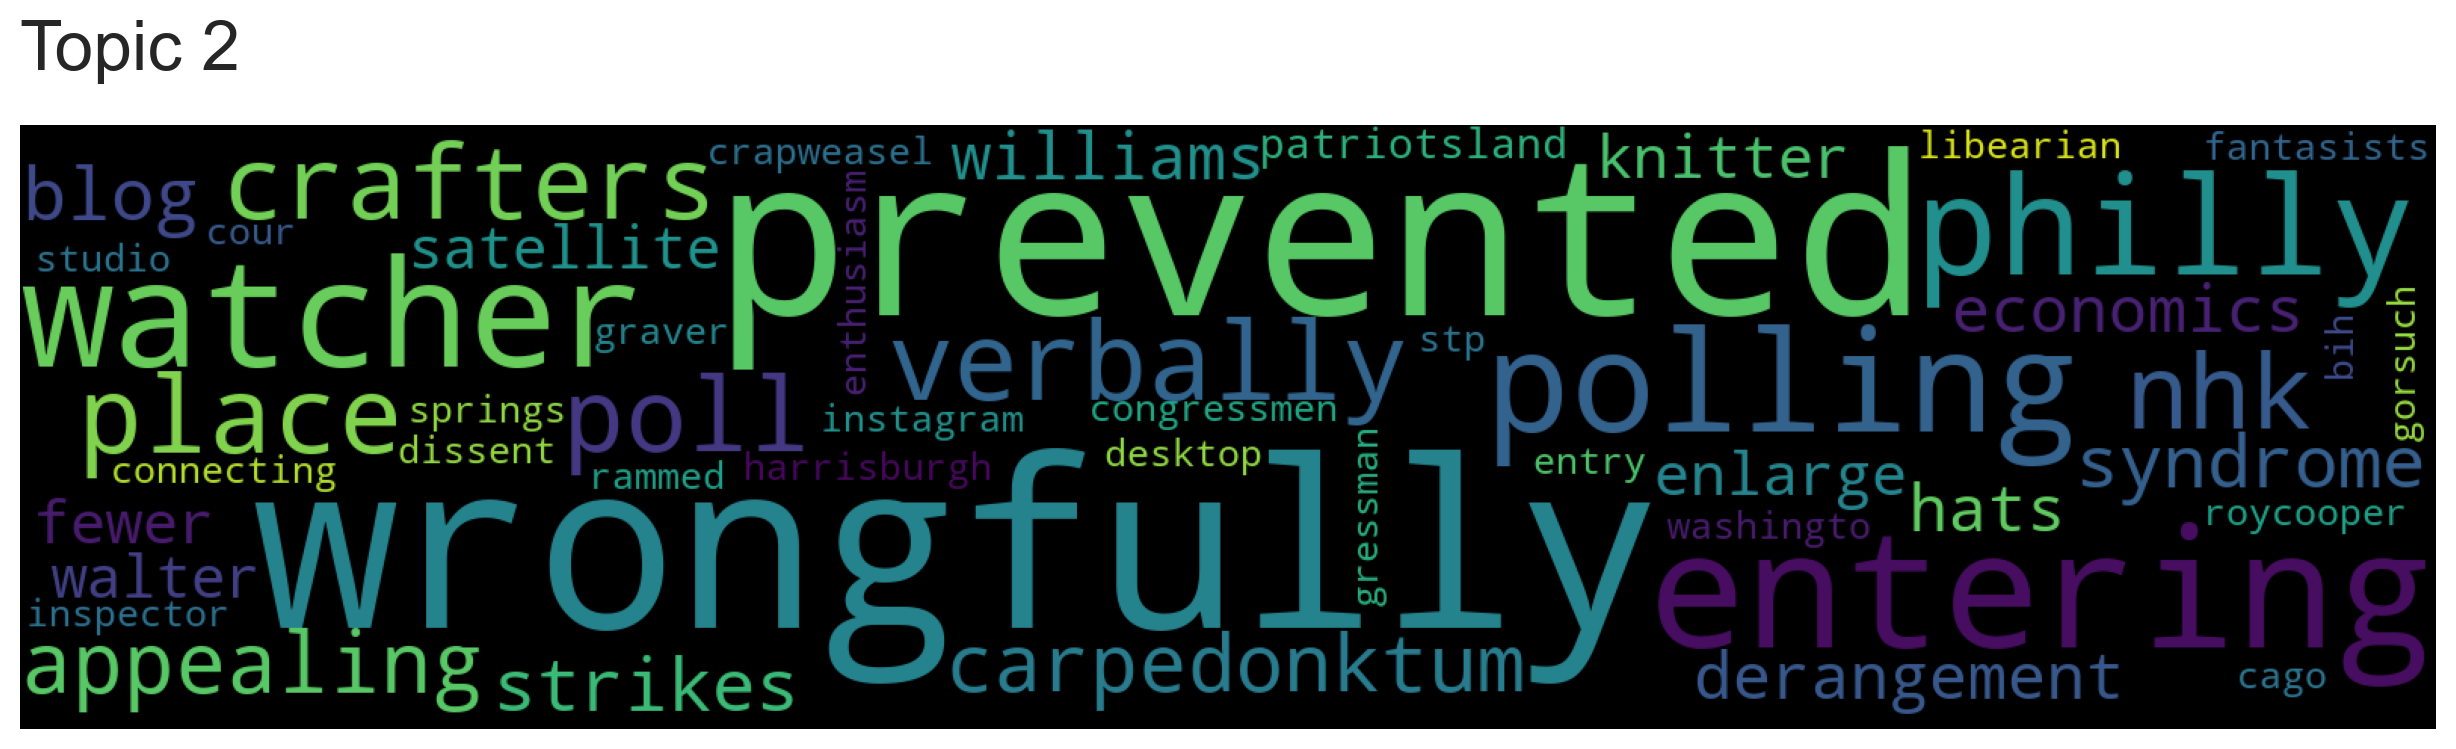 Topic 2
crapweasel
williams
patriotsland
knitter
libearian
fantasists
blog
crafters
prevented
philly
cour
satellite
enthusiasm
studio
watcher
graver
verbally
stp
polling
economics
bih
gorsuch
nhk
place
springs
poll
instagram
congressmen
dissent
desktop
gressman
entry
enlarge
syndrome
connecting
rammed
harrisburgh
wrongfully
fewer
washingto
hats
roycooper
walter
entering
inspector
appealing
strikes
carpedonktum
derangement
cago